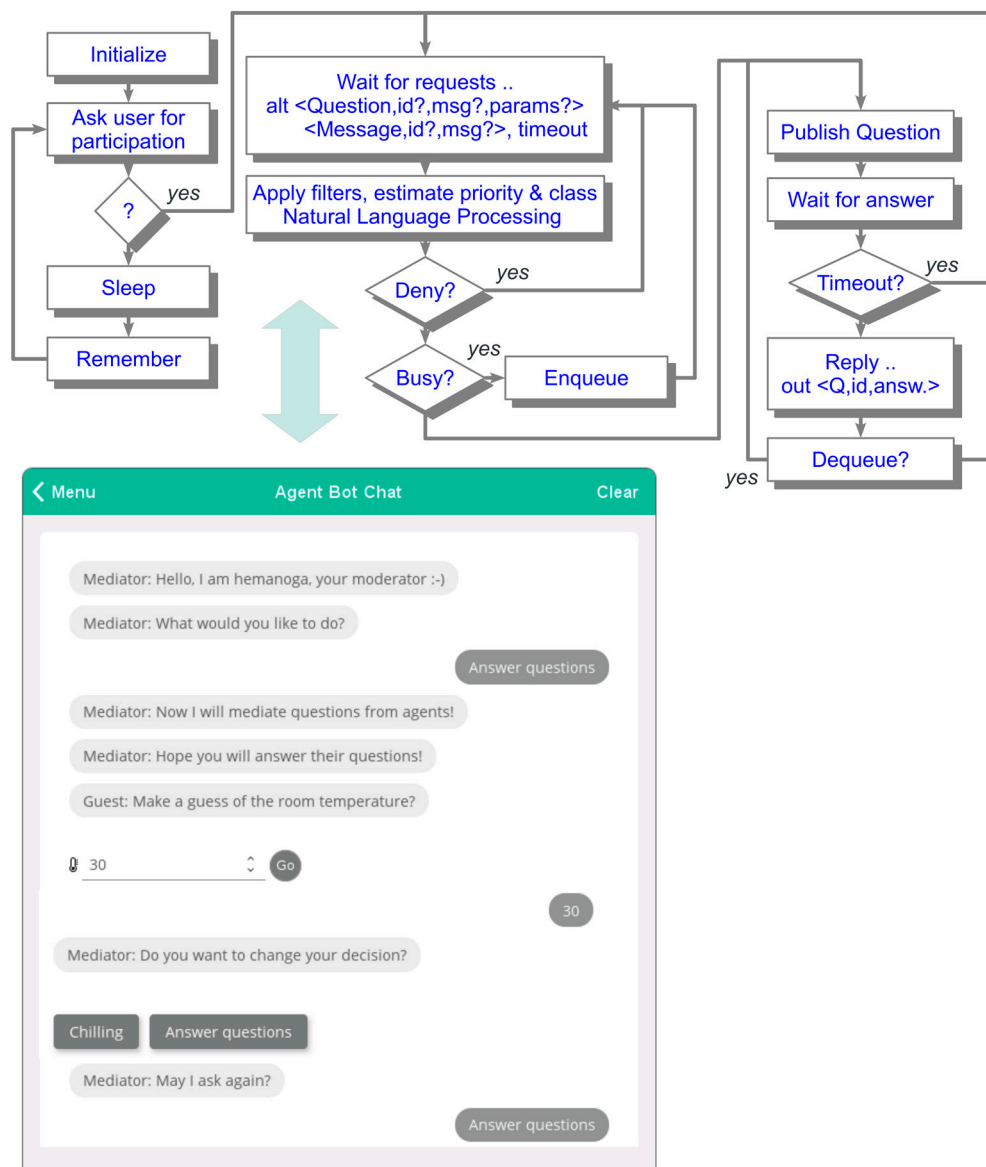 Initialize
Ask user for
participation
?
yes
Sleep
Remember
Wait for requests ..
alt <Question,id?,msg?,params?>
<Message,id?,msg?>, timeout
Apply filters, estimate priority & class
Natural Language Processing
Deny?
yes
Busy?
yes
Enqueue
Publish Question
Wait for answer
Timeout?
yes
Reply ..
out <Q,id,answ.>
Dequeue?
yes
Menu
Agent Bot Chat
Clear
Mediator: Hello, I am hemanoga, your moderator :-)
Mediator: What would you like to do?
Answer questions
Mediator: Now I will mediate questions from agents!
Mediator: Hope you will answer their questions!
Guest: Make a guess of the room temperature?
30
Go
30
Mediator: Do you want to change your decision?
Chilling
Answer questions
Mediator: May I ask again?
Answer questions